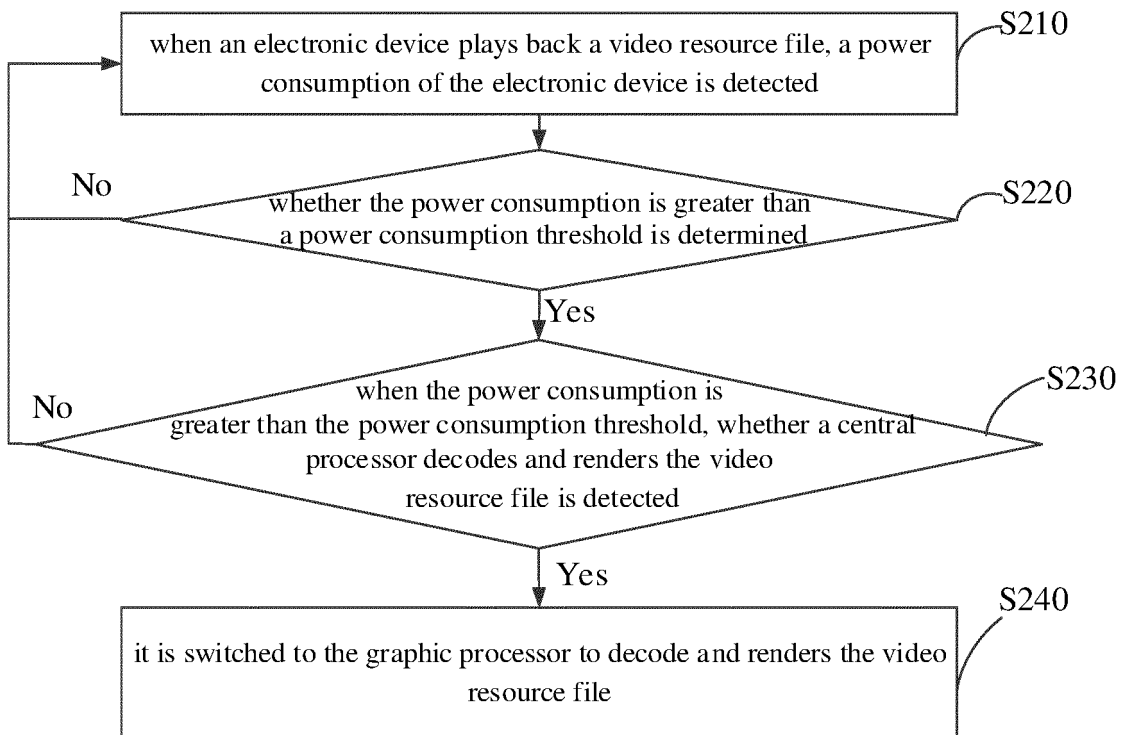 when an electronic device plays back a video resource file, a power
consumption of the electronic device is detected
S210
No
whether the power consumption is greater than
a power consumption threshold is determined
S220
Yes
No
when the power consumption is
greater than the power consumption threshold, whether a central
processor decodes and renders the video
resource file is detected
S230
Yes
it is switched to the graphic processor to decode and renders the video
resource file
S240